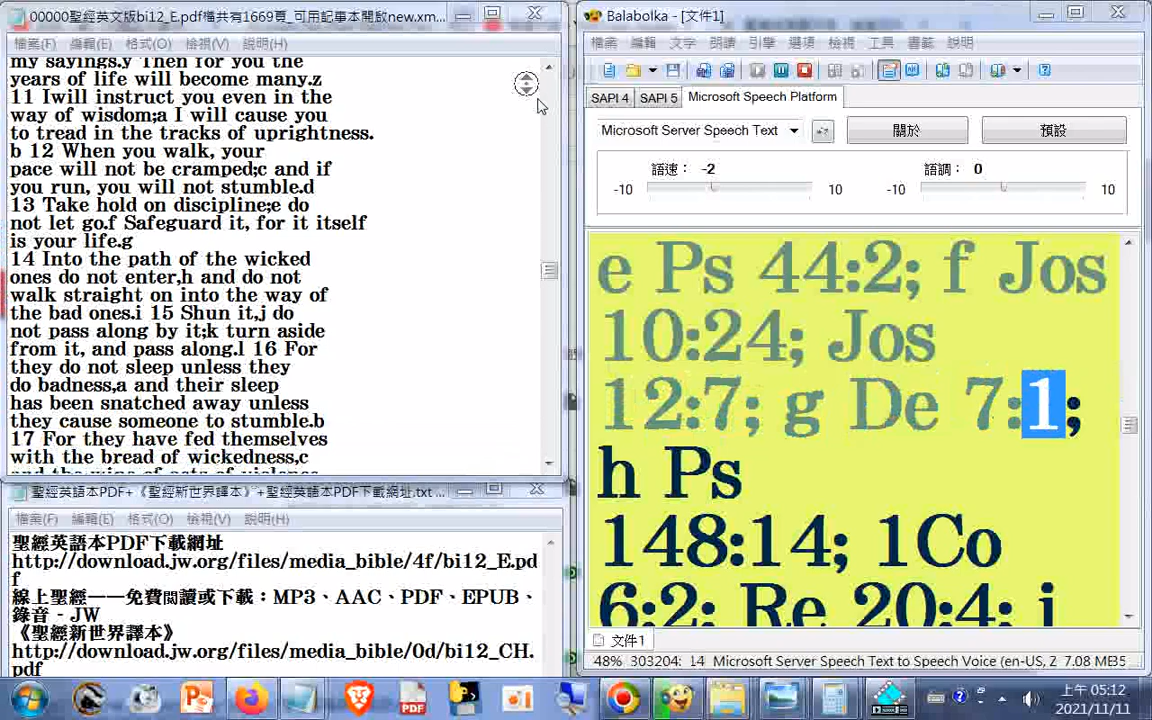 00000聖經英文版bi12_E.pdf檔共有1669頁_可用記事本開啟new.xm...
檔案(F) 編輯(E) 格式(O) 檢視(V) 說明(H)
my sayings.y Then for you the
years of life will become many.z
11 Iwill instruct you even in the
way of wisdom;a I will cause you
to tread in the tracks of uprightness.
b 12 When you walk, your
pace will not be cramped;c and if
you run, you will not stumble.d
13 Take hold on discipline;e do
not let go.f Safeguard it, for it itself
is your life.g
14 Into the path of the wicked
ones do not enter,h and do not
walk straight on into the way of
the bad ones.i 15 Shun it,j do
not pass along by it;k turn aside
from it, and pass along.l 16 For
they do not sleep unless they
do badness,a and their sleep
has been snatched away unless
they cause someone to stumble.b
17 For they have fed themselves
with the bread of wickedness,c
and the wine of acts of violence
聖經英語本PDF+《聖經新世界譯本》+聖經英語本PDF下載網址.txt ...
檔案(F) 編輯(E) 格式(O) 檢視(V) 說明(H)
聖經英語本PDF下載網址
http://download.jw.org/files/media_bible/4f/bi12_E.pd
f
線上聖經——免費閱讀或下載：MP3、AAC、PDF、EPUB、
錄音 - JW
《聖經新世界譯本》
http://download.jw.org/files/media_bible/0d/bi12_CH.
pdf
Balabolka - [文件1]
檔案 編輯 文字 朗讀 引擎 選項 檢視 工具 書籤 說明
SAPI 4 SAPI 5 Microsoft Speech Platform
Microsoft Server Speech Text 關於 預設
語速： -2 語調： 0
-10 10 -10 10
e Ps 44:2; f Jos
10:24; Jos
12:7; g De 7:1;
h Ps
148:14; 1Co
6:2; Re 20:4; i
文件1
48% 303204: 14 Microsoft Server Speech Text to Speech Voice (en-US, Z 7.08 MB
上午 05:12
2021/11/11